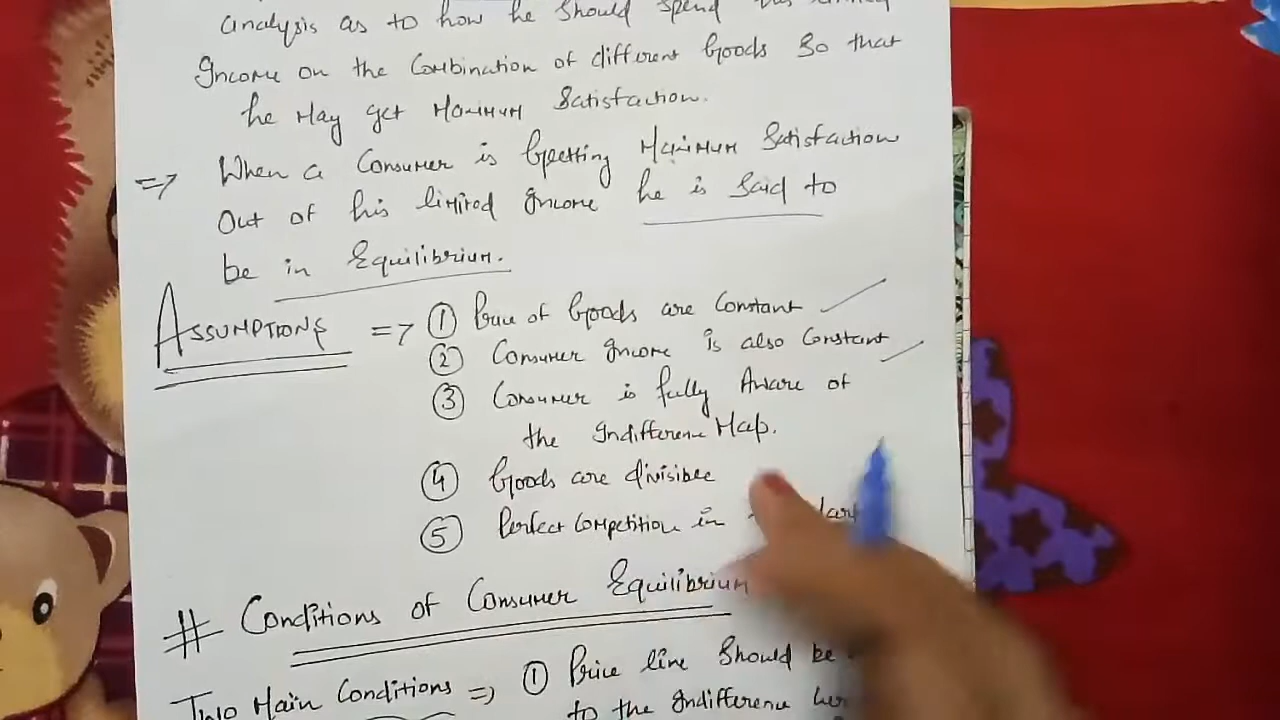 analysis as to how he should spend
Income on the Combination of different Goods so that
he may get Maximum Satisfaction.
=> When a Consumer is Getting Maximum Satisfaction
out of his limited Income he is said to
be in Equilibrium.
ASSUMPTIONS => ① Price of Goods are Constant
② Consumer Income is also Constant
③ Consumer is fully Aware of
the Indifference Map.
④ Goods are divisible
⑤ Perfect Competition in
# Conditions of Consumer Equilibrium
Two Main Conditions => ① Price line Should be
to the Indifference